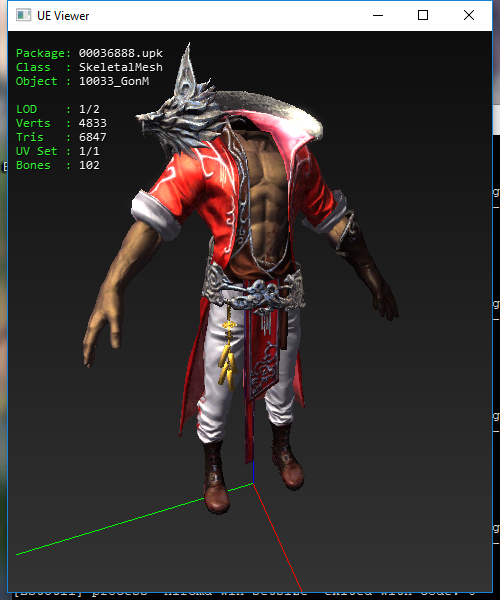 UE Viewer
Package: 00036888.upk
Class : SkeletalMesh
Object : 10033_GonM
LOD : 1/2
Verts : 4833
Tris : 6847
UV Set : 1/1
Bones : 102